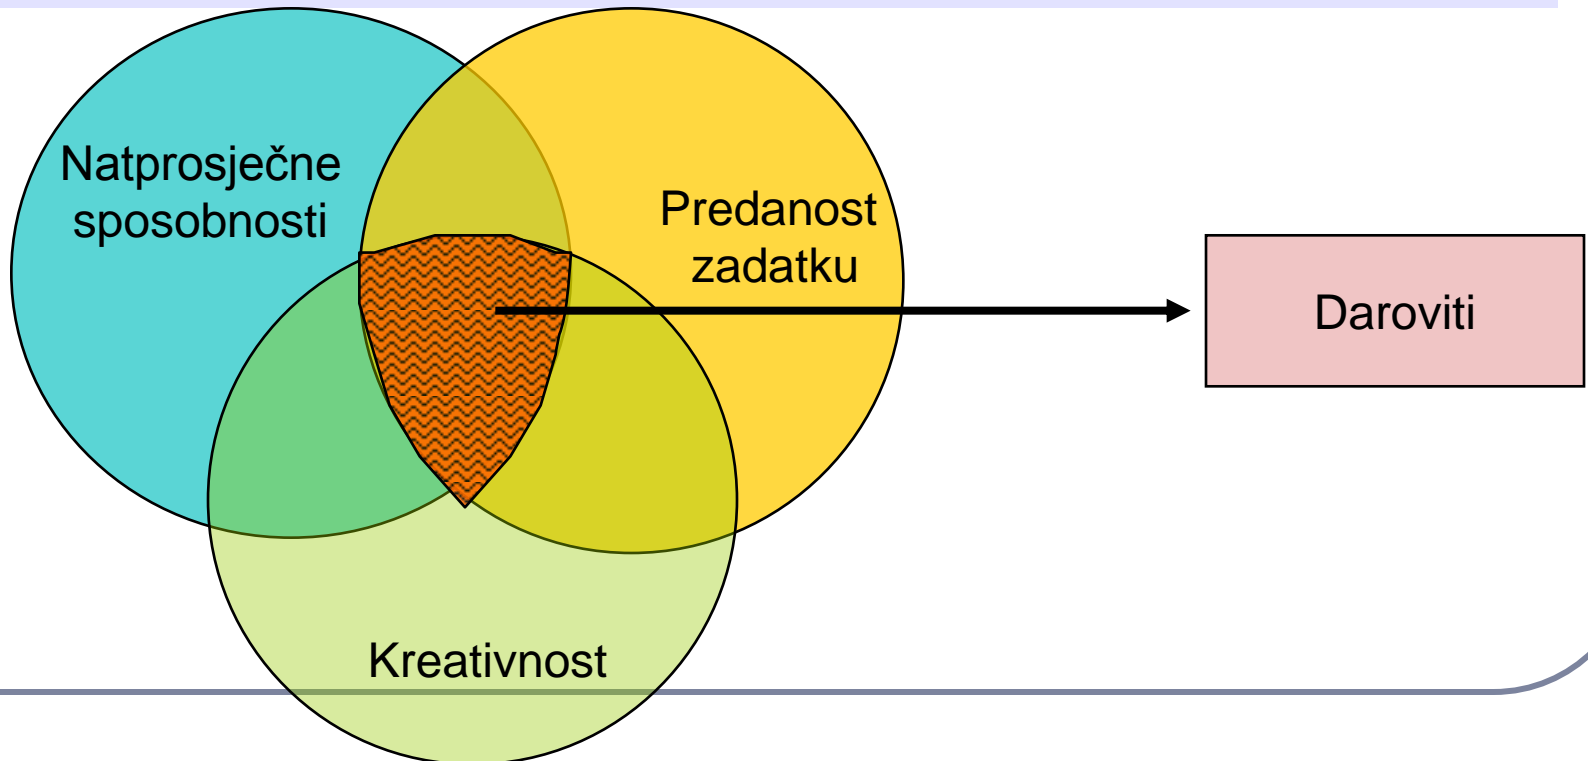 Natprosječne
sposobnosti
Predanost
zadatku
Daroviti
Kreativnost